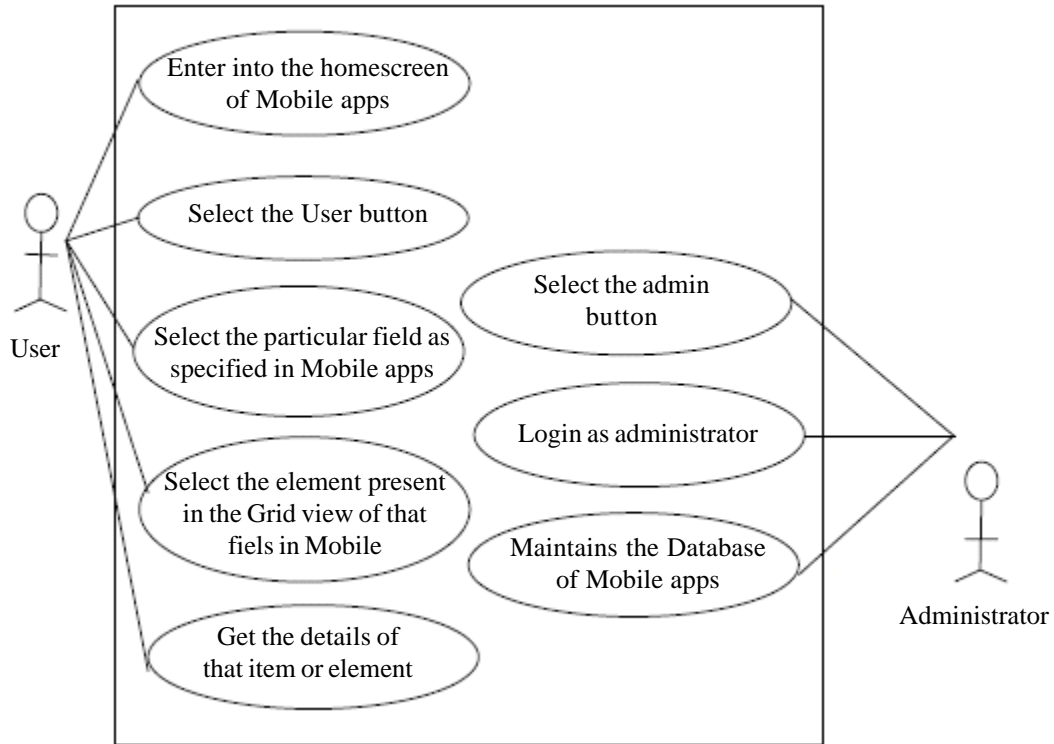 Enter into the homescreen
of Mobile apps
Select the User button
User
Select the particular field as
specified in Mobile apps
Select the element present
in the Grid view of that
fiels in Mobile
Get the details of
that item or element
Select the admin
button
Login as administrator
Maintains the Database
of Mobile apps
Administrator